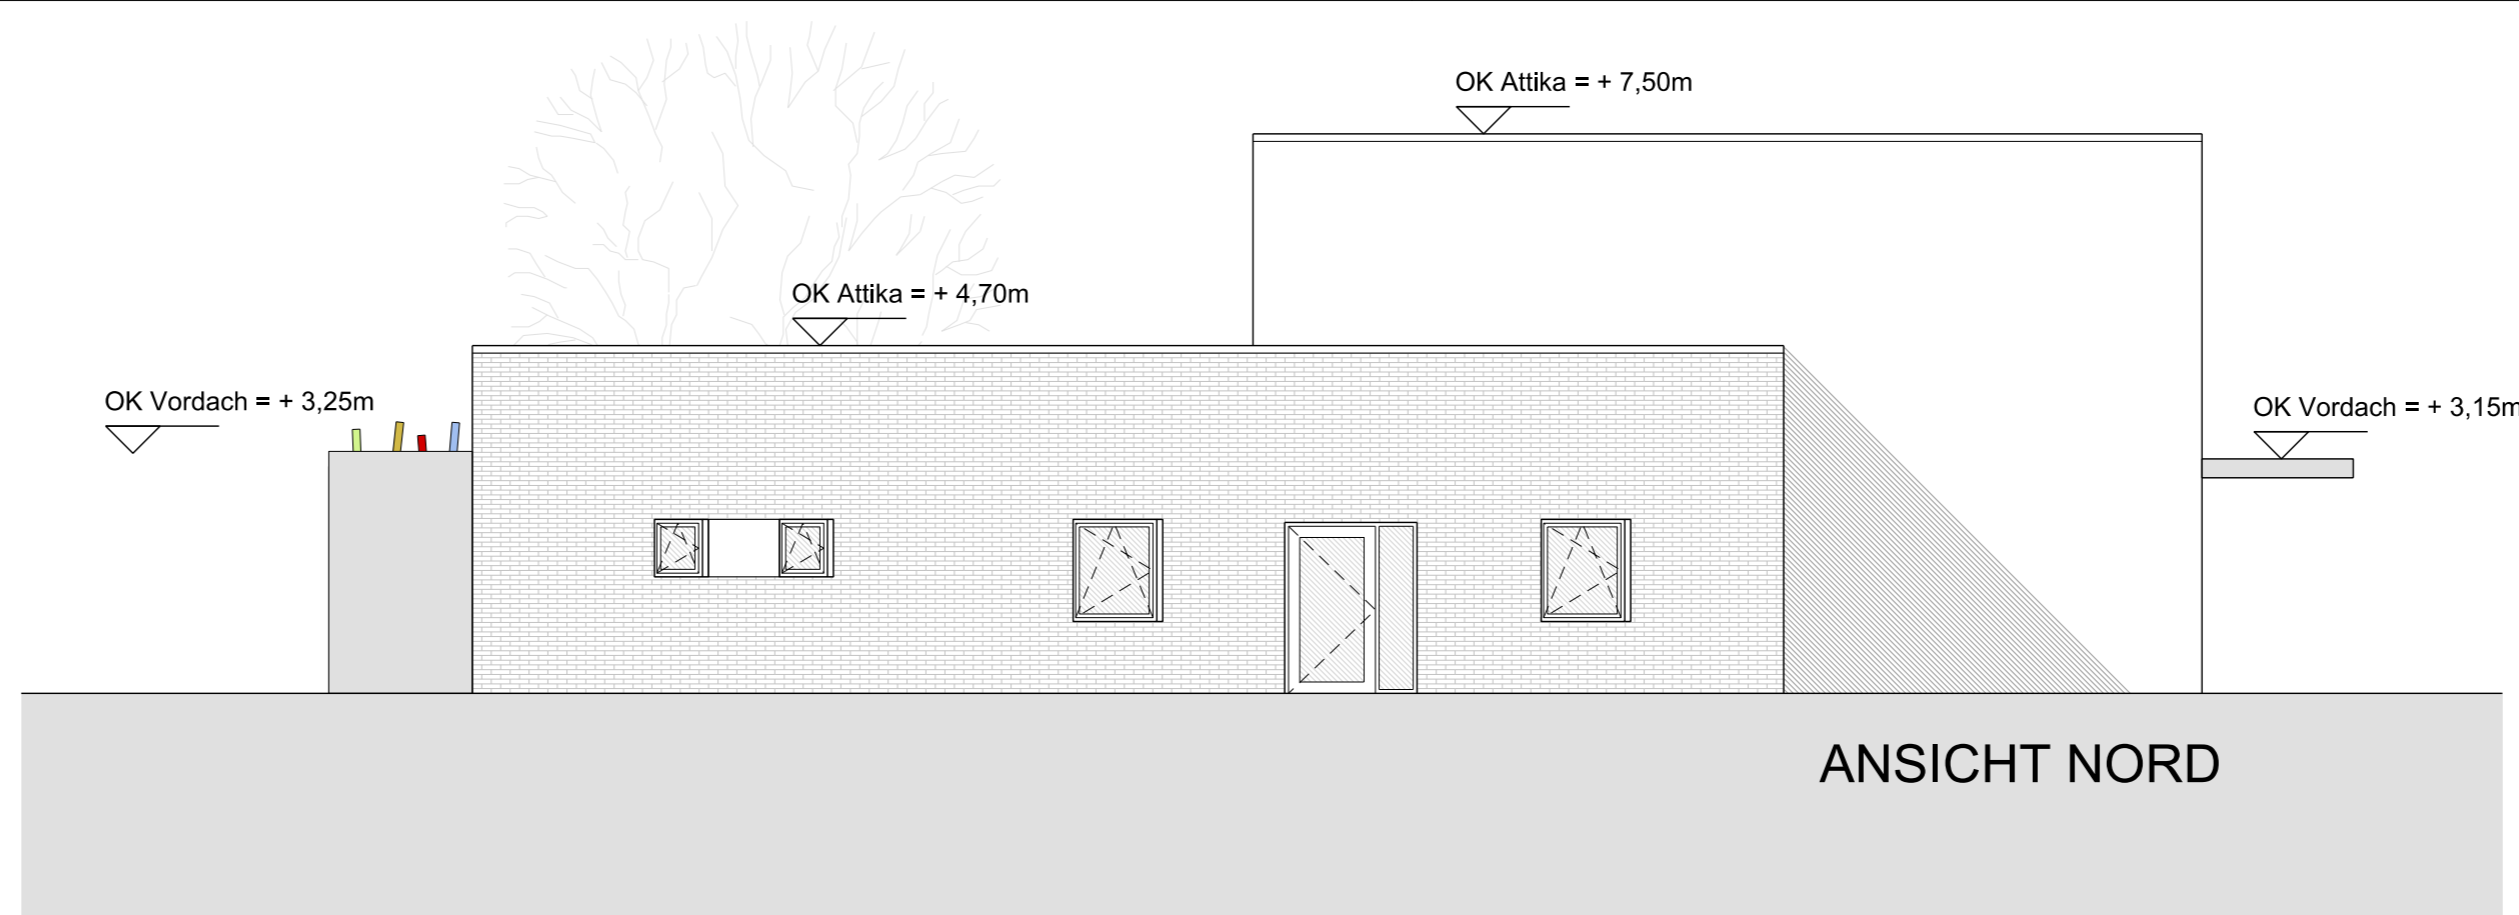 OK Attika = + 7,50m
OK Attika = + 4,70m
OK Vordach = + 3,25m
OK Vordach = + 3,15m
ANSICHT NORD